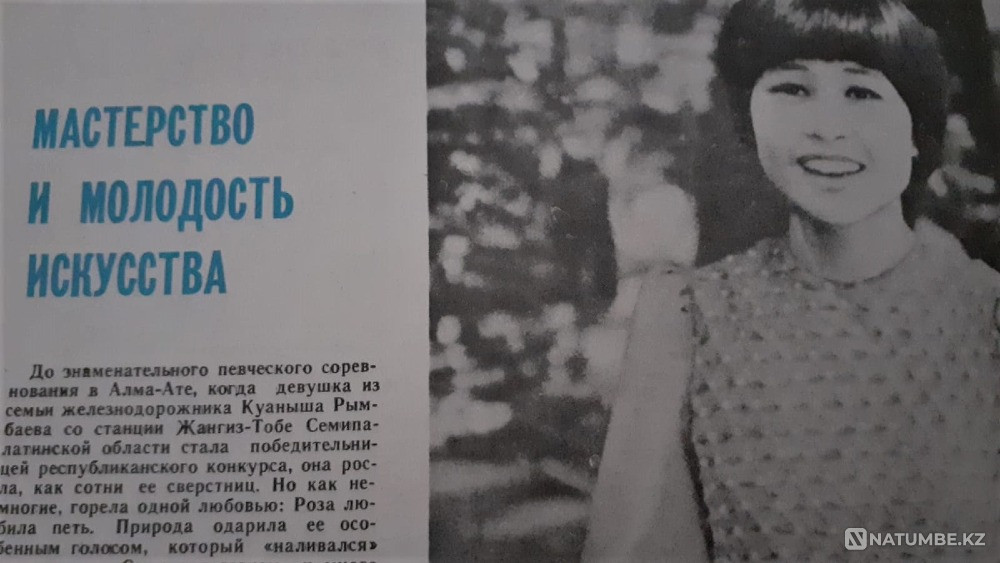 МАСТЕРСТВО
И МОЛОДОСТЬ
ИСКУССТВА
До знаменательного певческого сорев-
нования в Алма-Ате, когда девушка из
семьи железнодорожника Куаныша Рым-
баева со станции Жангиз-Тобе Семипа-
латинской области стала победительни-
цей республиканского конкурса, она рос-
ла, как сотни ее сверстниц. Но как не-
многие, горела одной любовью: Роза лю-
била петь. Природа одарила ее осо-
бенным голосом, который «наливался»
NATUMBE.KZ